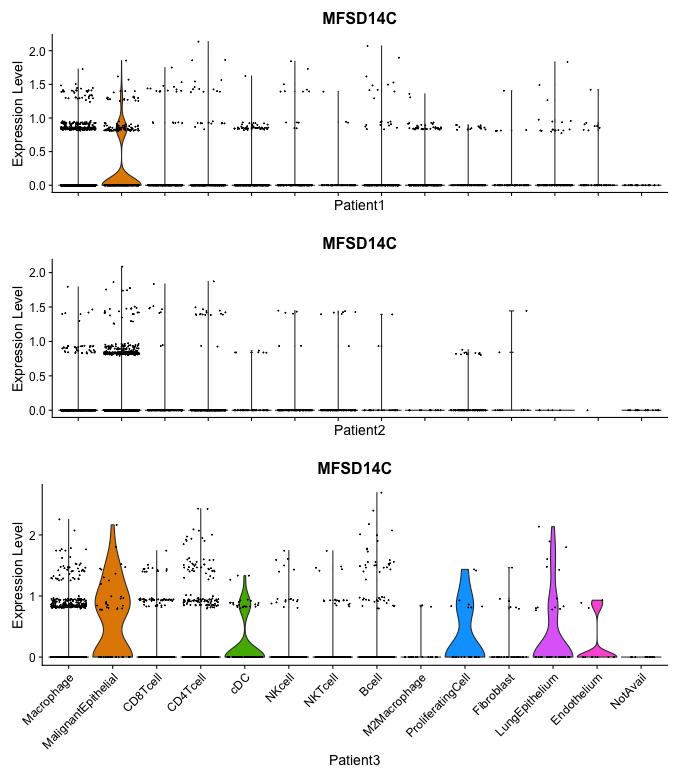 MFSD14C
Expression Level
2.0
1.5
1.0
0.5
0.0
Patient1
MFSD14C
Expression Level
2.0
1.5
1.0
0.5
0.0
Patient2
MFSD14C
Expression Level
2
1
0
Macrophage
MalignantEpithelial
CD8Tcell
CD4Tcell
cDC
NKcell
NKTcell
Bcell
M2Macrophage
ProliferatingCell
Fibroblast
LungEpithelium
Endothelium
NotAvail
Patient3